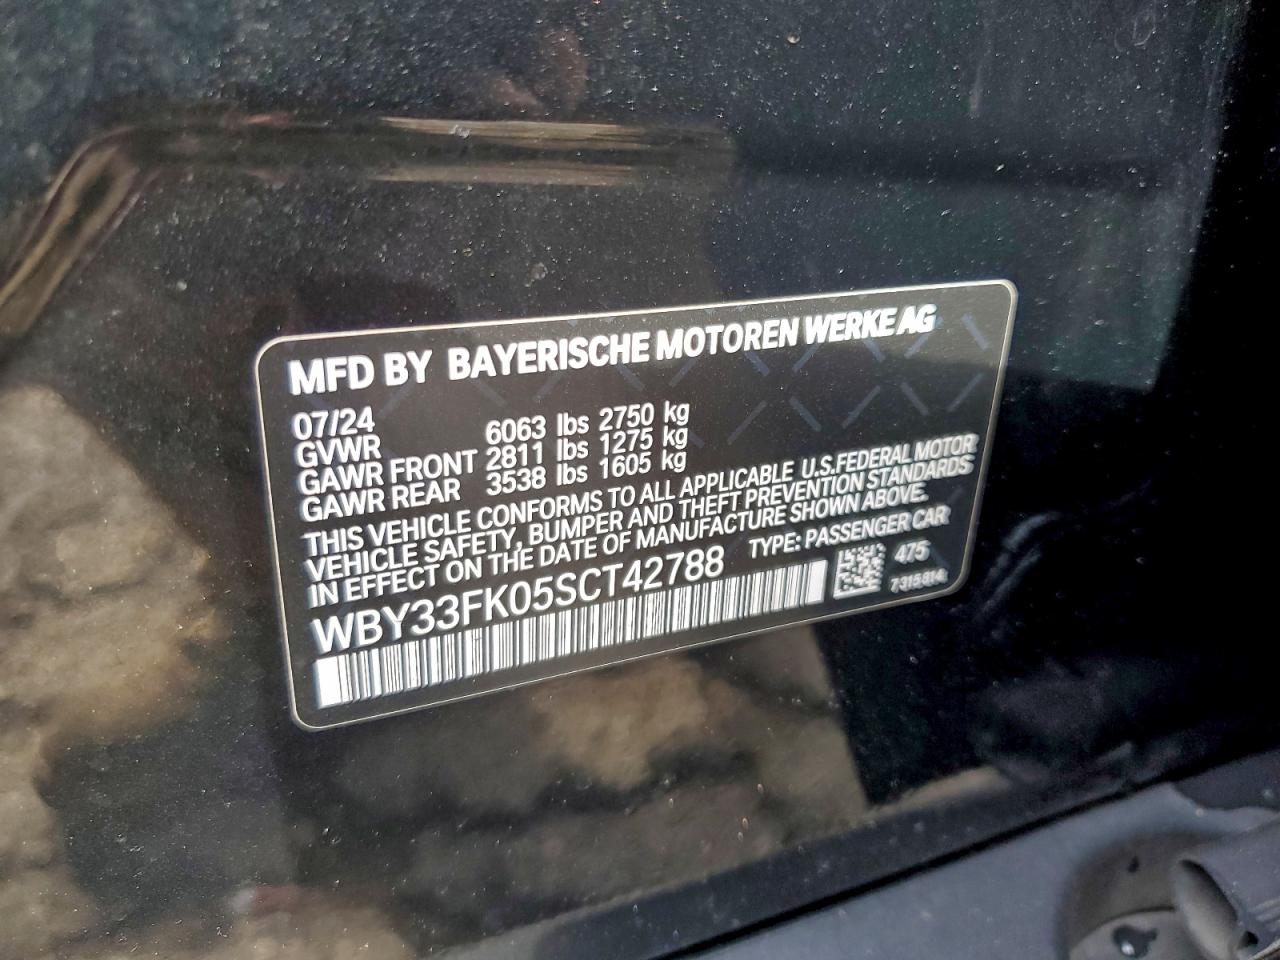 MFD BY BAYERISCHE MOTOREN WERKE AG
07/24
GVWR 6063 lbs 2750 kg
GAWR FRONT 2811 lbs 1275 kg
GAWR REAR 3538 lbs 1605 kg
THIS VEHICLE CONFORMS TO ALL APPLICABLE U.S.FEDERAL MOTOR
VEHICLE SAFETY, BUMPER AND THEFT PREVENTION STANDARDS
IN EFFECT ON THE DATE OF MANUFACTURE SHOWN ABOVE.
WBY33FK05SCT42788 TYPE: PASSENGER CAR
475
7315814